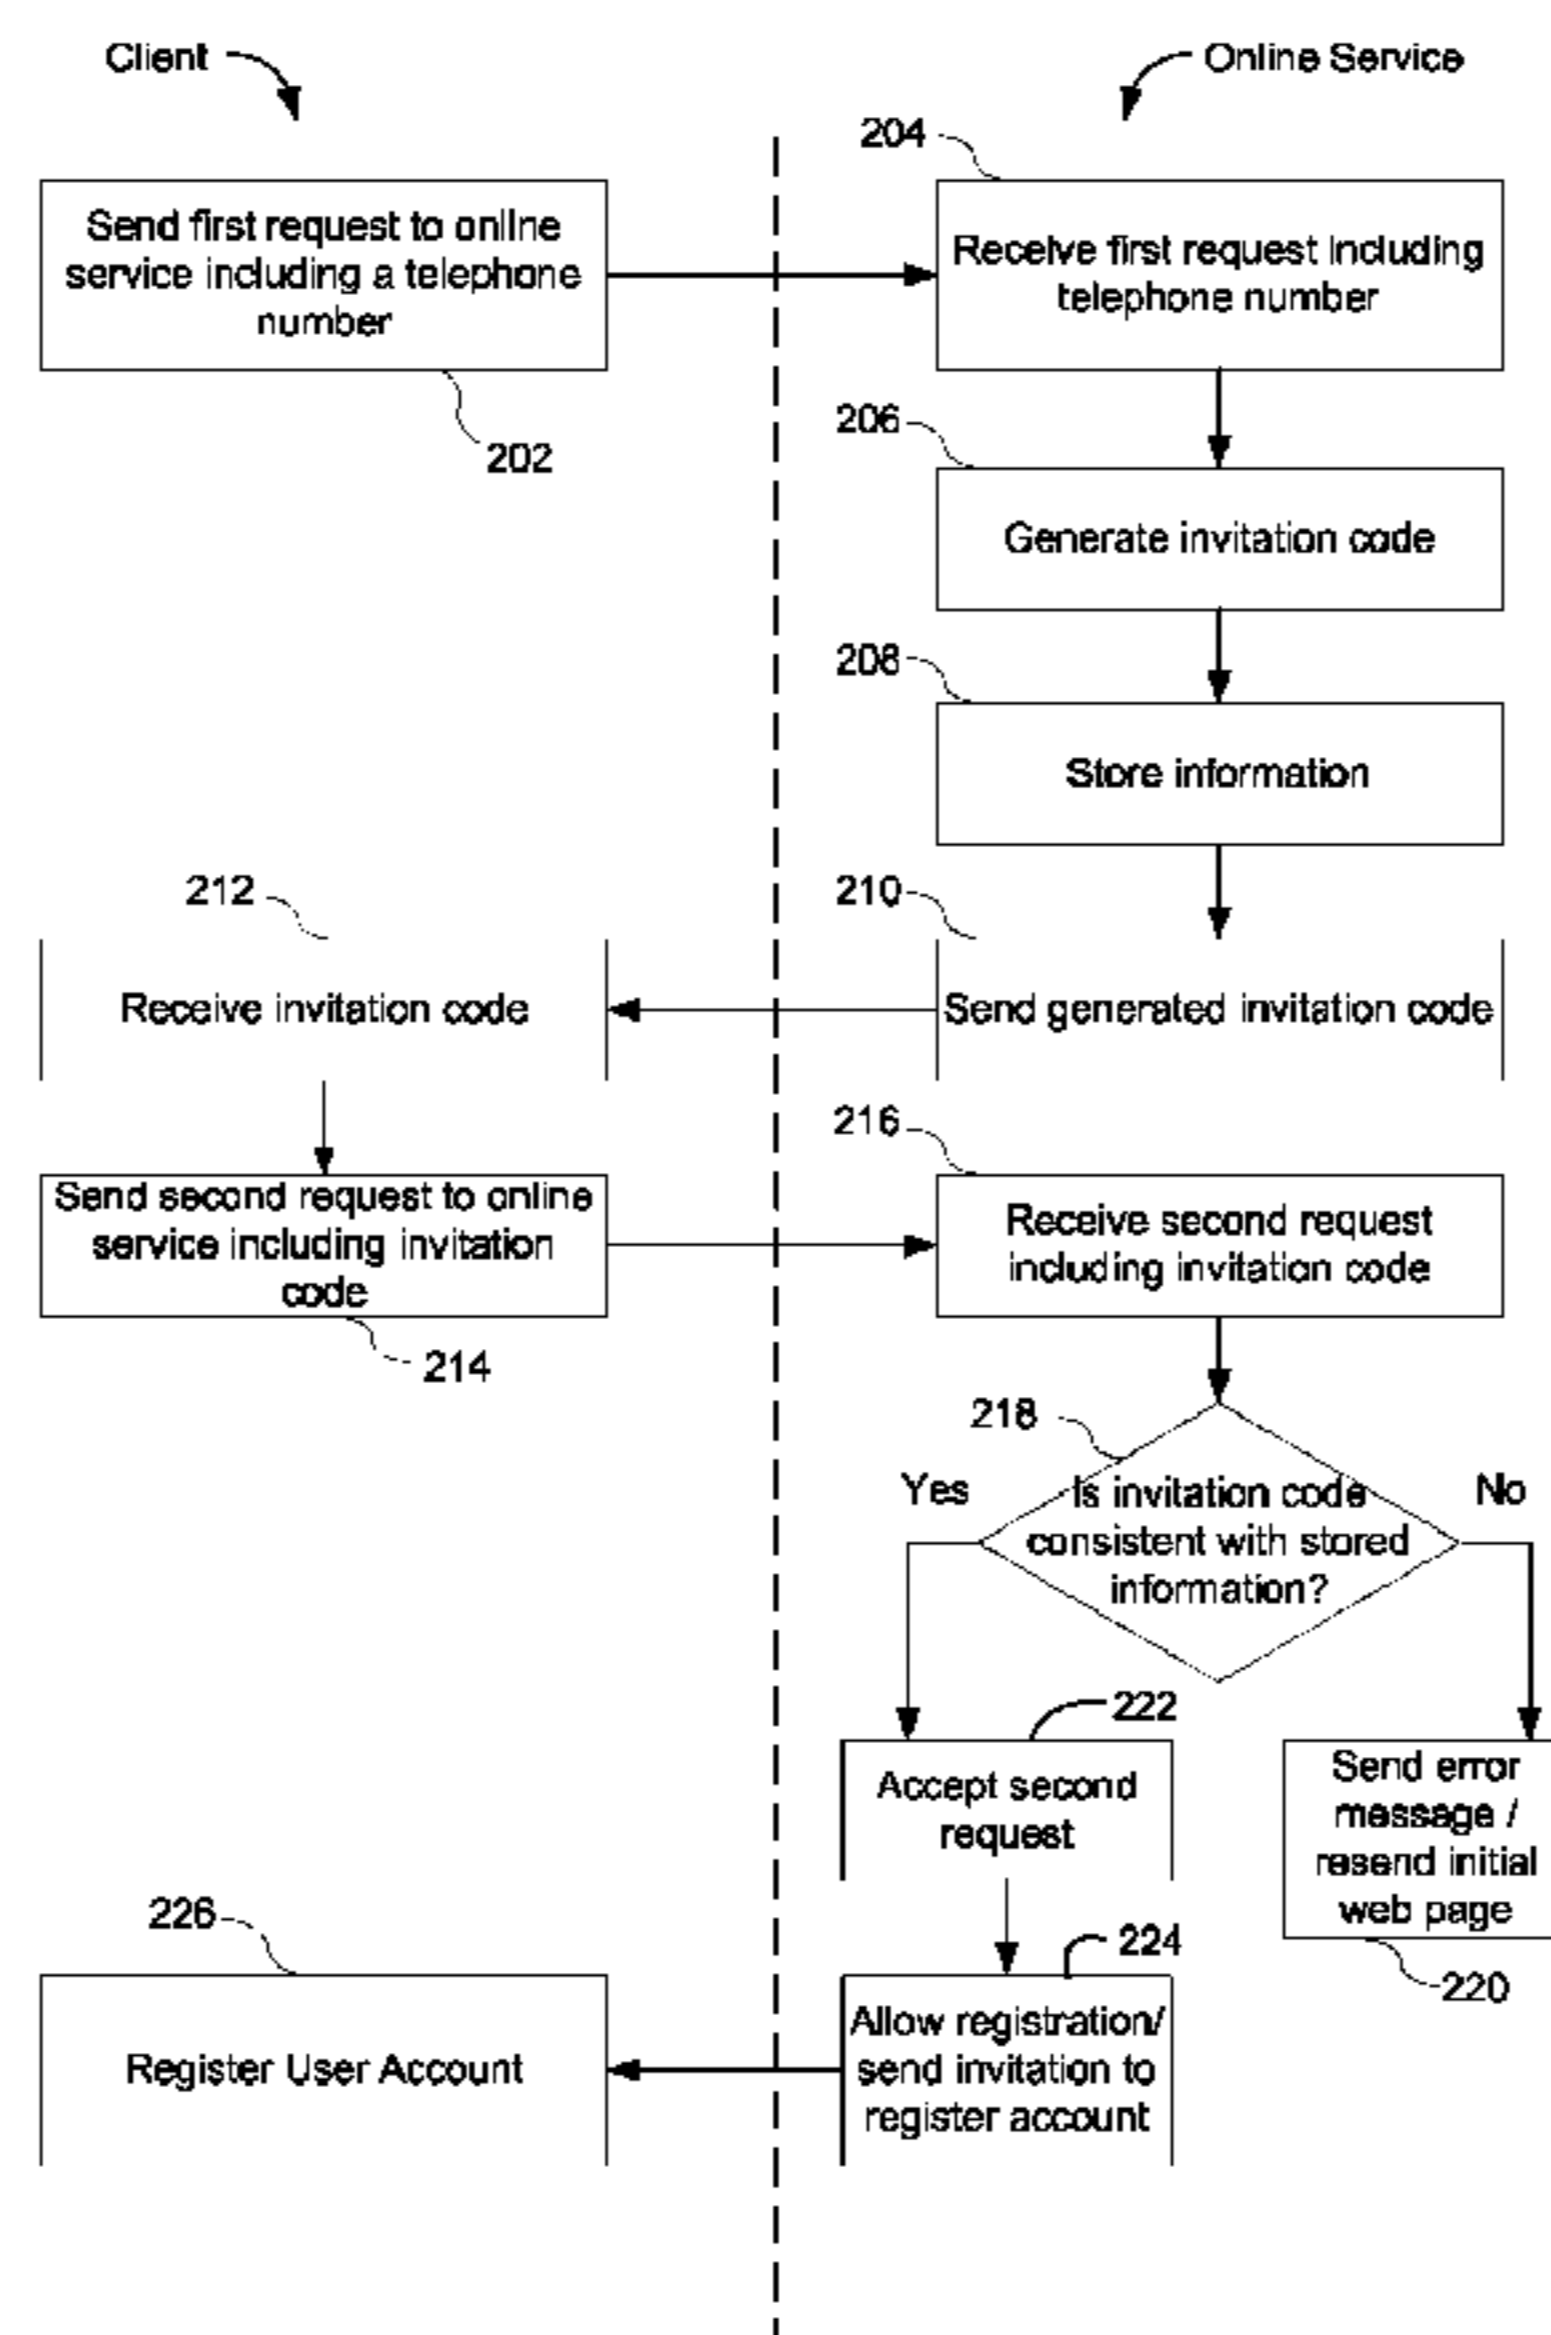 Client
Online Service
204
Send first request to online
service including a telephone
number
Receive first request including
telephone number
202
206
Generate invitation code
208
Store information
212
210
Receive invitation code
Send generated invitation code
216
Send second request to online
service including invitation
code
Receive second request
including invitation code
214
218
Yes
No
Is invitation code
consistent with stored
information?
222
Accept second
request
Send error
message /
resend initial
web page
226
224
220
Allow registration/
send invitation to
register account
Register User Account